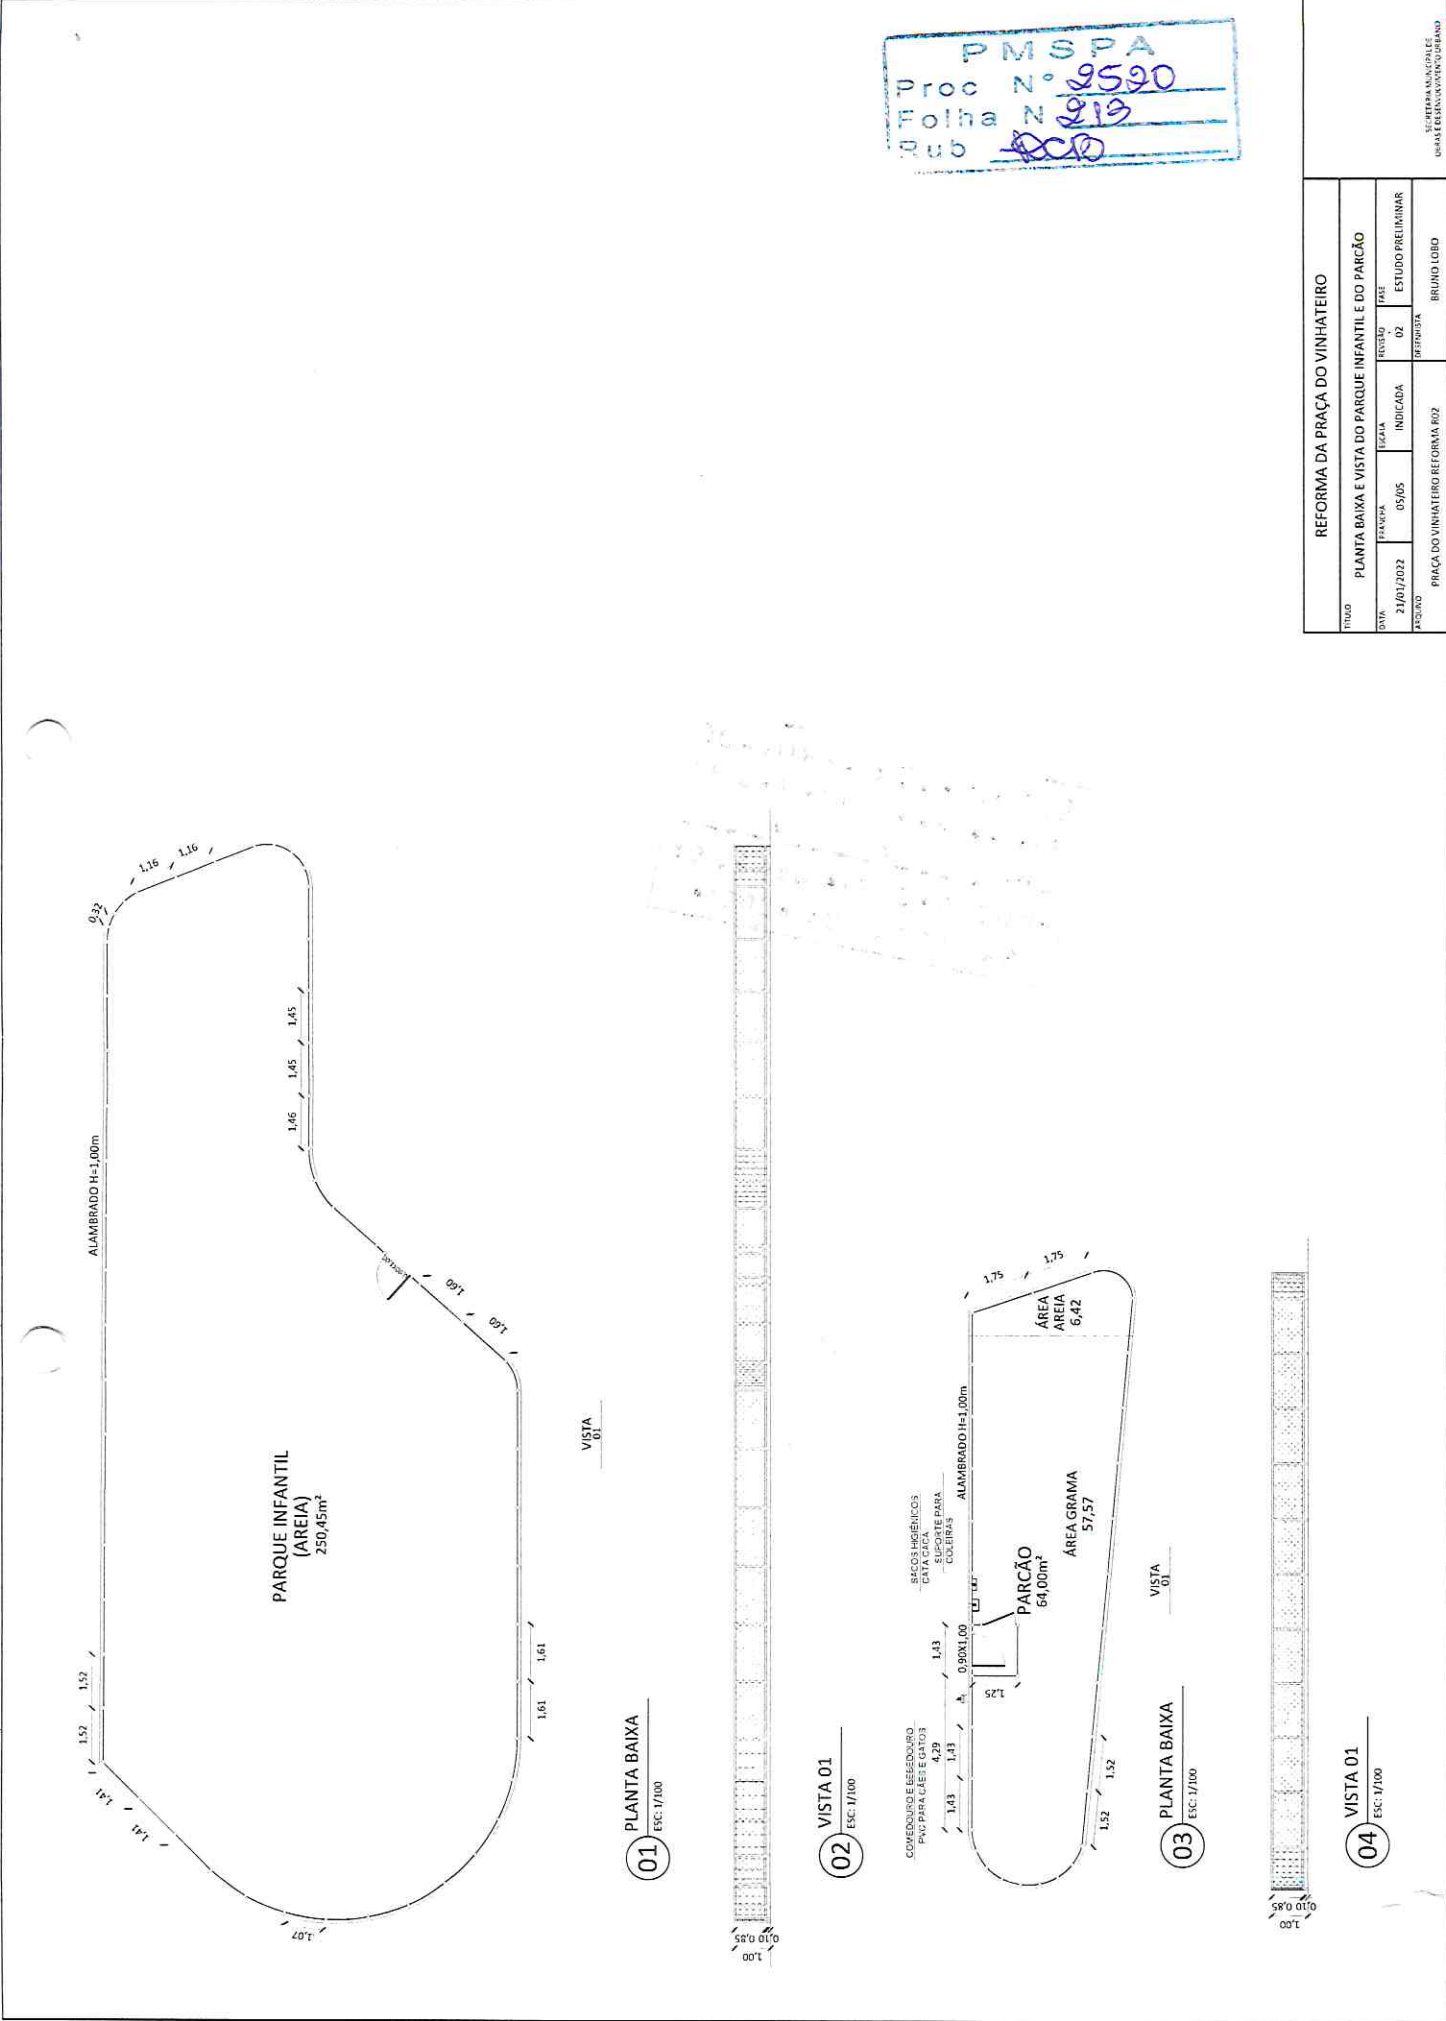 PMSPA
Proc Nº 2520
Folha N 213
Rub
SECRETARIA MUNICIPAL DE
OBRAS E DESENVOLVIMENTO URBANO
REFORMA DA PRAÇA DO VINHATEIRO
TÍTULO
PLANTA BAIXA E VISTA DO PARQUE INFANTIL E DO PARCÃO
DATA
21/01/2022
PRANCHA
05/05
ESCALA
INDICADA
REVISÃO
02
FASE
ESTUDO PRELIMINAR
ARQUIVO
PRAÇA DO VINHATEIRO REFORMA R02
DESENHISTA
BRUNO LOBO
ALAMBRADO H=1,00m
0,32
1,16
1,16
1,45
1,45
1,46
1,60
1,60
1,61
1,61
1,52
1,52
1,41
1,41
1,07
PARQUE INFANTIL
(AREIA)
250,45m²
VISTA
01
01
PLANTA BAIXA
ESC: 1/100
0,10 0,85
1,00
02
VISTA 01
ESC: 1/100
COMEDOURO E BEBEDOURO
PVC PARA CÃES E GATOS
SACOS HIGIÊNICOS
CATA CACA
SUPORTE PARA
COLEIRAS
ALAMBRADO H=1,00m
4,29
1,43
1,43
1,43
0,90X1,00
1,25
PARCÃO
64,00m²
ÁREA GRAMA
57,57
ÁREA
AREIA
6,42
1,75
1,75
1,52
1,52
VISTA
01
03
PLANTA BAIXA
ESC: 1/100
0,10 0,85
1,00
04
VISTA 01
ESC: 1/100